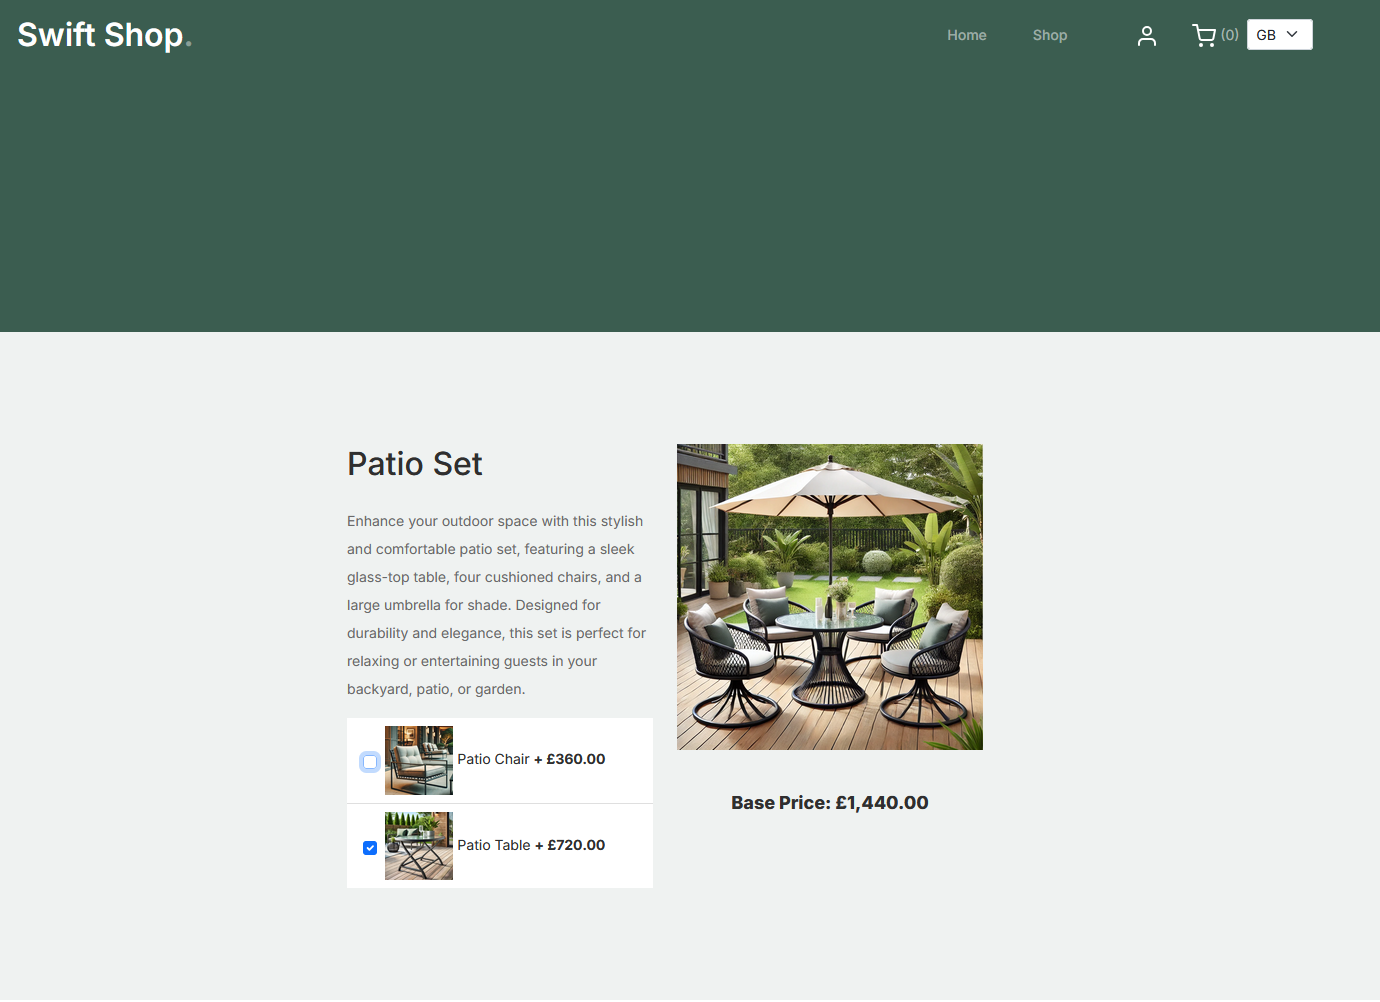 Swift Shop.
Home
Shop
(0)
GB
Patio Set
Enhance your outdoor space with this stylish
and comfortable patio set, featuring a sleek
glass-top table, four cushioned chairs, and a
large umbrella for shade. Designed for
durability and elegance, this set is perfect for
relaxing or entertaining guests in your
backyard, patio, or garden.
Patio Chair + £360.00
Patio Table + £720.00
Base Price: £1,440.00